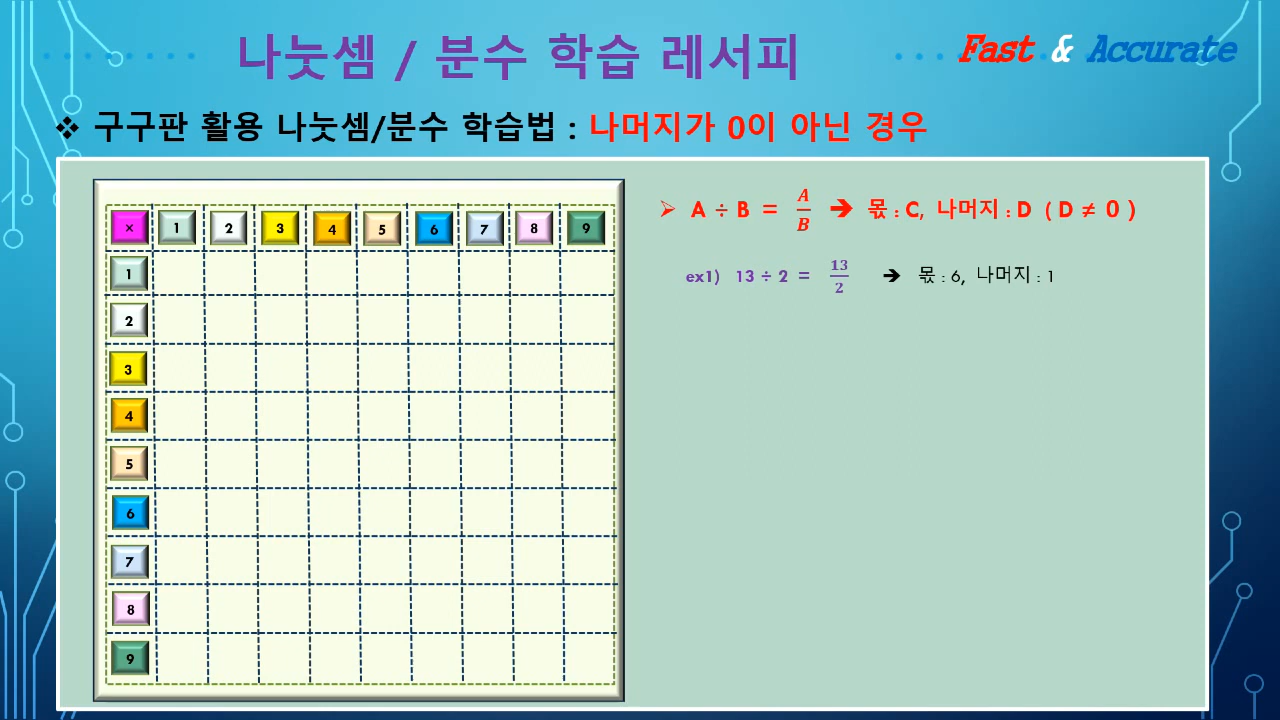 나눗셈 / 분수 학습 레서피
Fast & Accurate
❖ 구구판 활용 나눗셈/분수 학습법 : 나머지가 0이 아닌 경우
× 1 2 3 4 5 6 7 8 9
1
2
3
4
5
6
7
8
9
➢ A ÷ B = A/B ➔ 몫 : C, 나머지 : D ( D ≠ 0 )
ex1) 13 ÷ 2 = 13/2 ➔ 몫 : 6, 나머지 : 1